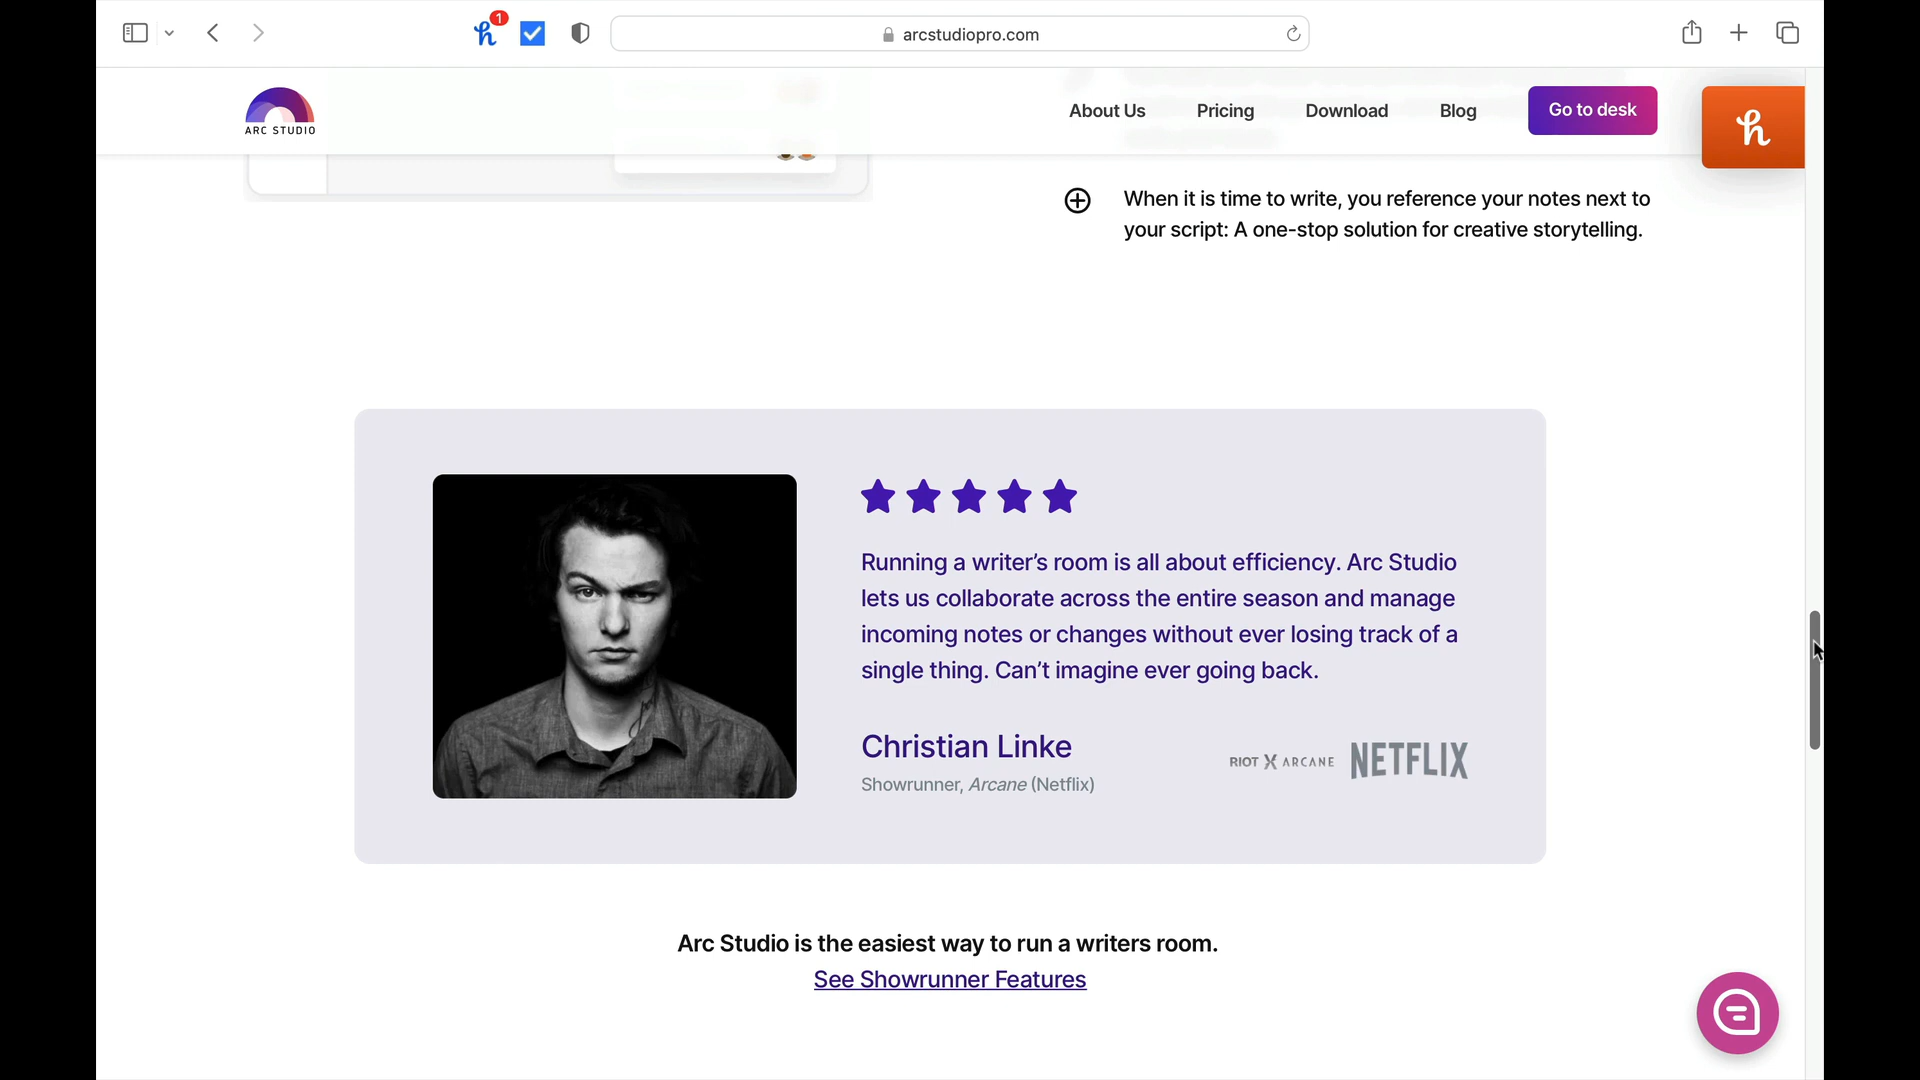 1
arcstudiopro.com
ARC STUDIO
About Us
Pricing
Download
Blog
Go to desk
When it is time to write, you reference your notes next to
your script: A one-stop solution for creative storytelling.
Running a writer’s room is all about efficiency. Arc Studio
lets us collaborate across the entire season and manage
incoming notes or changes without ever losing track of a
single thing. Can’t imagine ever going back.
Christian Linke
Showrunner, Arcane (Netflix)
RIOT X ARCANE
NETFLIX
Arc Studio is the easiest way to run a writers room.
See Showrunner Features